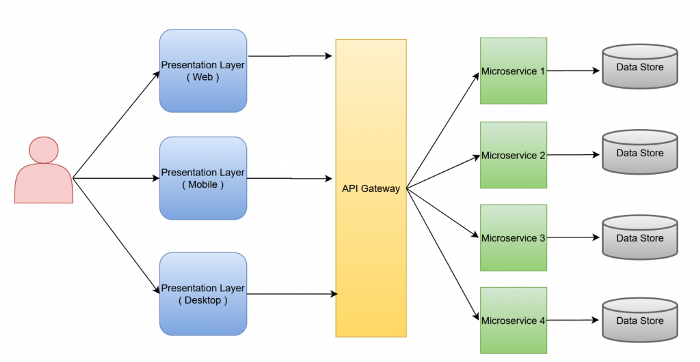 Presentation Layer
( Web )
Presentation Layer
( Mobile )
Presentation Layer
( Desktop )
API Gateway
Microservice 1
Data Store
Microservice 2
Data Store
Microservice 3
Data Store
Microservice 4
Data Store